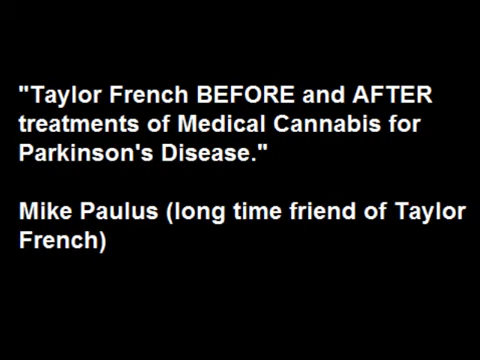 "Taylor French BEFORE and AFTER
treatments of Medical Cannabis for
Parkinson's Disease."
Mike Paulus (long time friend of Taylor
French)